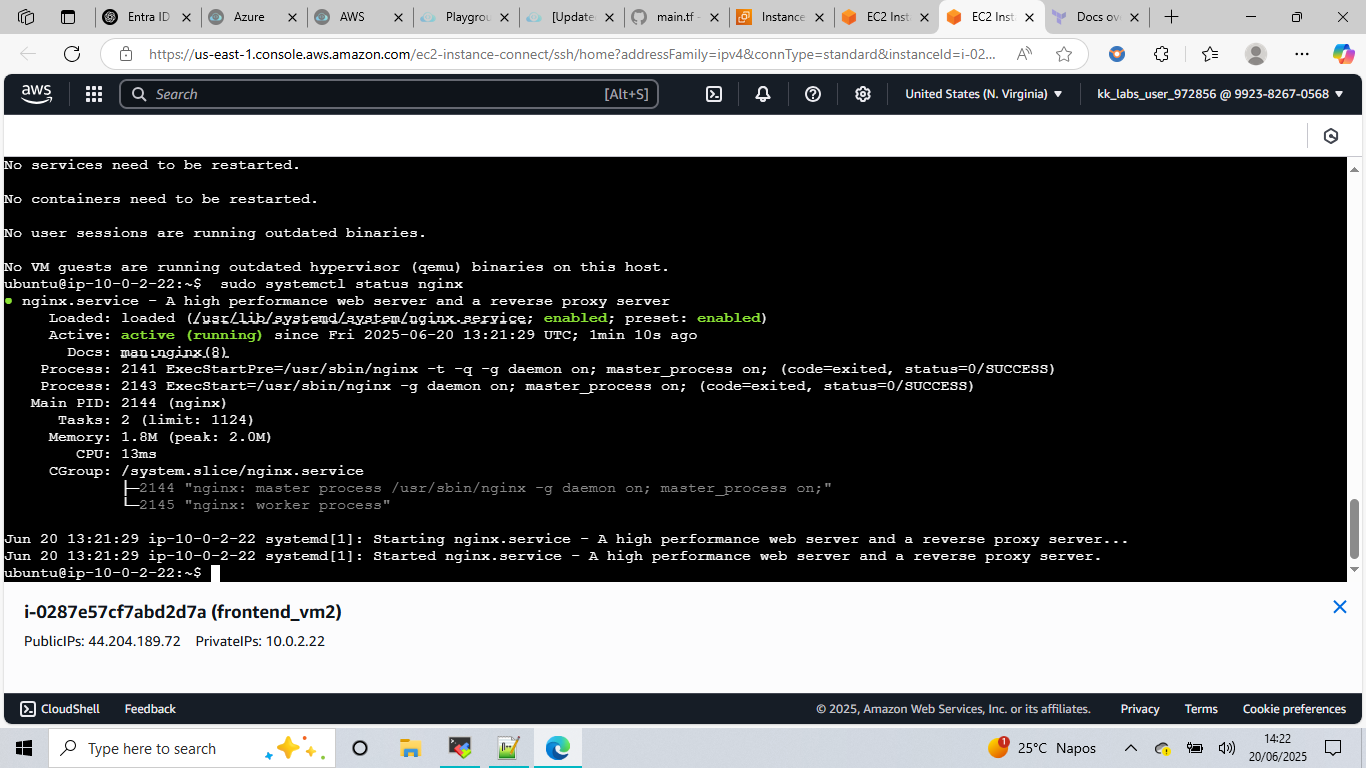 Entra ID
Azure
AWS
Playgrou
[Update
main.tf
Instance
EC2 Inst
EC2 Inst
Docs ov
https://us-east-1.console.aws.amazon.com/ec2-instance-connect/ssh/home?addressFamily=ipv4&connType=standard&instanceId=i-02...
aws
Search
[Alt+S]
United States (N. Virginia)
kk_labs_user_972856 @ 9923-8267-0568
No services need to be restarted.
No containers need to be restarted.
No user sessions are running outdated binaries.
No VM guests are running outdated hypervisor (qemu) binaries on this host.
ubuntu@ip-10-0-2-22:~$  sudo systemctl status nginx
● nginx.service - A high performance web server and a reverse proxy server
Loaded: loaded (/usr/lib/systemd/system/nginx.service; enabled; preset: enabled)
Active: active (running) since Fri 2025-06-20 13:21:29 UTC; 1min 10s ago
Docs: man:nginx(8)
Process: 2141 ExecStartPre=/usr/sbin/nginx -t -q -g daemon on; master_process on; (code=exited, status=0/SUCCESS)
Process: 2143 ExecStart=/usr/sbin/nginx -g daemon on; master_process on; (code=exited, status=0/SUCCESS)
Main PID: 2144 (nginx)
Tasks: 2 (limit: 1124)
Memory: 1.8M (peak: 2.0M)
CPU: 13ms
CGroup: /system.slice/nginx.service
├─2144 "nginx: master process /usr/sbin/nginx -g daemon on; master_process on;"
└─2145 "nginx: worker process"
Jun 20 13:21:29 ip-10-0-2-22 systemd[1]: Starting nginx.service - A high performance web server and a reverse proxy server...
Jun 20 13:21:29 ip-10-0-2-22 systemd[1]: Started nginx.service - A high performance web server and a reverse proxy server.
ubuntu@ip-10-0-2-22:~$
i-0287e57cf7abd2d7a (frontend_vm2)
PublicIPs: 44.204.189.72 PrivateIPs: 10.0.2.22
CloudShell
Feedback
© 2025, Amazon Web Services, Inc. or its affiliates.
Privacy
Terms
Cookie preferences
Type here to search
1
25°C Napos
14:22
20/06/2025